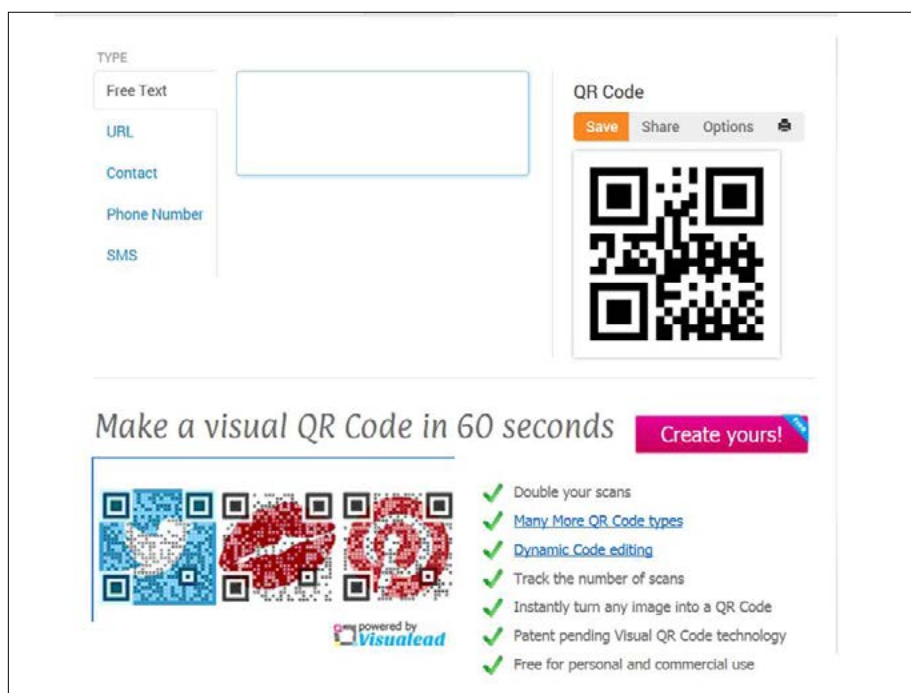 TYPE
Free Text
URL
Contact
Phone Number
SMS
QR Code
Save Share Options
Make a visual QR Code in 60 seconds
Create yours!
Free
Double your scans
Many More QR Code types
Dynamic Code editing
Track the number of scans
Instantly turn any image into a QR Code
Patent pending Visual QR Code technology
Free for personal and commercial use
powered by
Visualead